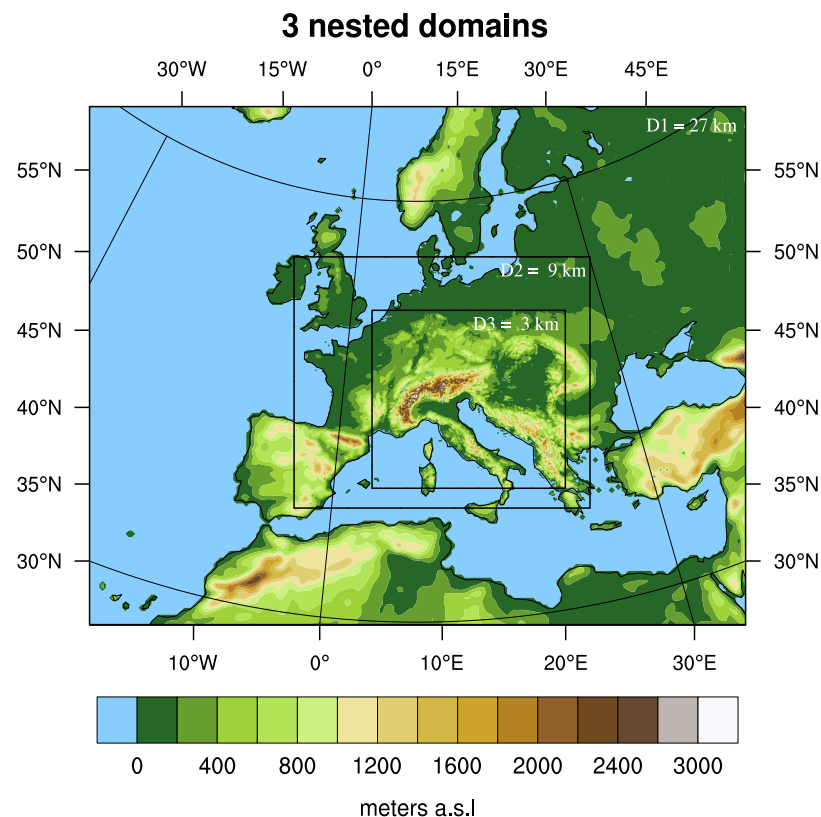 3 nested domains
30°W 15°W 0° 15°E 30°E 45°E
D1 = 27 km
55°N 55°N
50°N 50°N
D2 = 9 km
45°N 45°N
D3 = 3 km
40°N 40°N
35°N 35°N
30°N 30°N
10°W 0° 10°E 20°E 30°E
0 400 800 1200 1600 2000 2400 3000
meters a.s.l